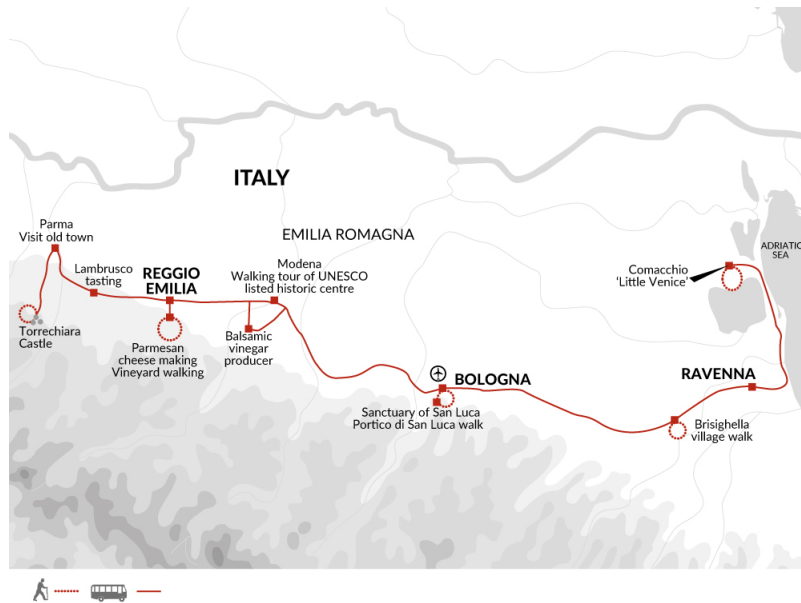 ITALY
EMILIA ROMAGNA
Parma
Visit old town
Lambrusco
tasting
REGGIO
EMILIA
Modena
Walking tour of UNESCO
listed historic centre
Torrechiara
Castle
Parmesan
cheese making
Vineyard walking
Balsamic
vinegar
producer
BOLOGNA
Sanctuary of San Luca
Portico di San Luca walk
Brisighella
village walk
RAVENNA
Comacchio
'Little Venice'
ADRIATIC
SEA